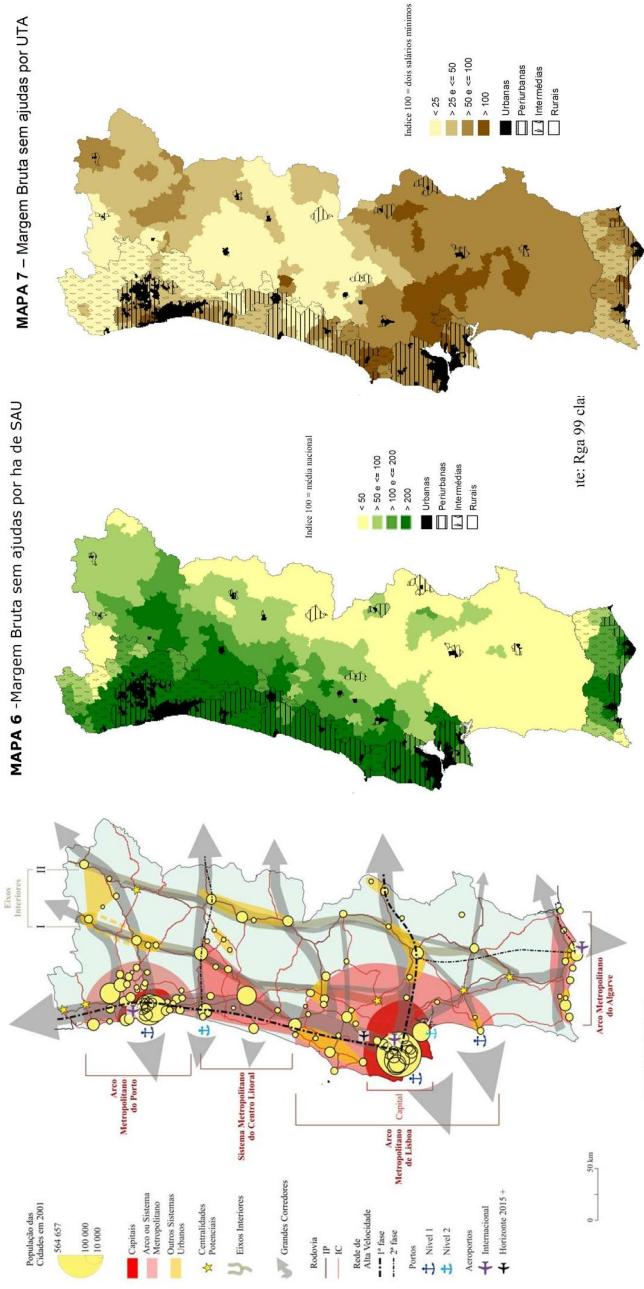 População das
Cidades em 2001
564 657
100 000
10 000
Capitais
Arco ou Sistema
Metropolitano
Outros Sistemas
Urbanos
Centralidades
Potenciais
Eixos Interiores
Grandes Corredores
Rodovia
IP
IC
Rede de
Alta Velocidade
1ª fase
2ª fase
Portos
Nível 1
Nível 2
Aeroportos
Internacional
Horizonte 2015 +
0
50 km
Arco
Metropolitano
do Porto
Sistema Metropolitano
do Centro Litoral
Arco
Metropolitano
de Lisboa
Capital
Arco Metropolitano
do Algarve
Eixos
Interiores
I
II
MAPA 6 -Margem Bruta sem ajudas por ha de SAU
Indice 100 = média nacional
< 50
> 50 e <= 100
> 100 e <= 200
> 200
Urbanas
Periurbanas
Intermédias
Rurais
MAPA 7 – Margem Bruta sem ajudas por UTA
Indice 100 = dois salários mínimos
< 25
> 25 e <= 50
> 50 e <= 100
> 100
Urbanas
Periurbanas
Intermédias
Rurais
ıte: Rga 99 cla: